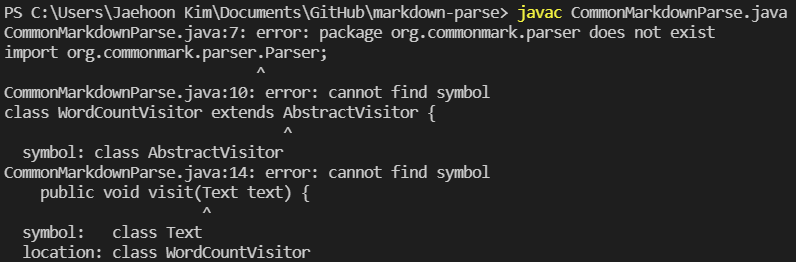 PS C:\Users\Jaehoon Kim\Documents\GitHub\markdown-parse> javac CommonMarkdownParse.java
CommonMarkdownParse.java:7: error: package org.commonmark.parser does not exist
import org.commonmark.parser.Parser;
                            ^
CommonMarkdownParse.java:10: error: cannot find symbol
class WordCountVisitor extends AbstractVisitor {
                               ^
  symbol: class AbstractVisitor
CommonMarkdownParse.java:14: error: cannot find symbol
    public void visit(Text text) {
                      ^
  symbol:   class Text
  location: class WordCountVisitor